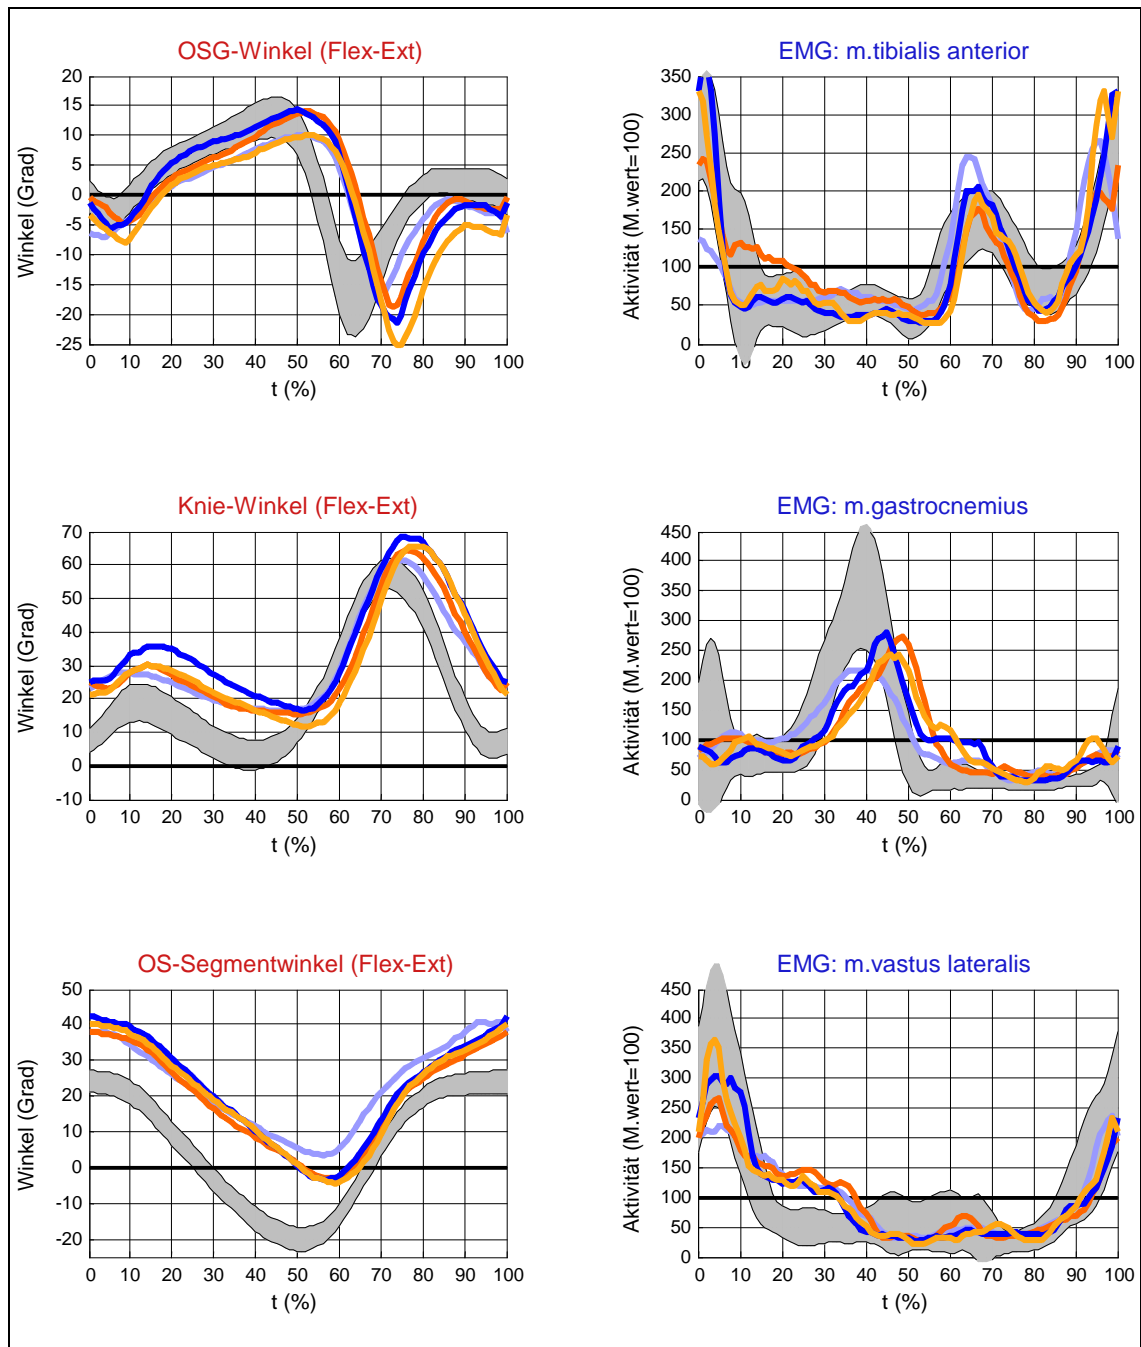 OSG-Winkel (Flex-Ext)
Winkel (Grad)
20
15
10
5
0
-5
-10
-15
-20
-25
0 10 20 30 40 50 60 70 80 90 100
t (%)
EMG: m.tibialis anterior
Aktivität (M.wert=100)
350
300
250
200
150
100
50
0
0 10 20 30 40 50 60 70 80 90 100
t (%)
Knie-Winkel (Flex-Ext)
Winkel (Grad)
70
60
50
40
30
20
10
0
-10
0 10 20 30 40 50 60 70 80 90 100
t (%)
EMG: m.gastrocnemius
Aktivität (M.wert=100)
450
400
350
300
250
200
150
100
50
0
0 10 20 30 40 50 60 70 80 90 100
t (%)
OS-Segmentwinkel (Flex-Ext)
Winkel (Grad)
50
40
30
20
10
0
-10
-20
0 10 20 30 40 50 60 70 80 90 100
t (%)
EMG: m.vastus lateralis
Aktivität (M.wert=100)
450
400
350
300
250
200
150
100
50
0
0 10 20 30 40 50 60 70 80 90 100
t (%)